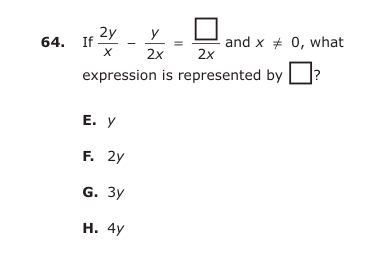 64. If 2y/x − y/2x = □/2x and x ≠ 0, what
expression is represented by □?
E. y
F. 2y
G. 3y
H. 4y